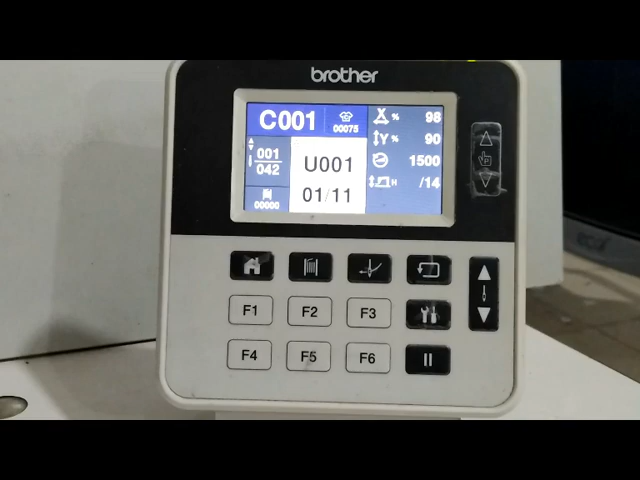 brother
C001
00075
X % 98
Y % 90
1500
H /14
001
042
U001
01/11
00000
F1
F2
F3
F4
F5
F6